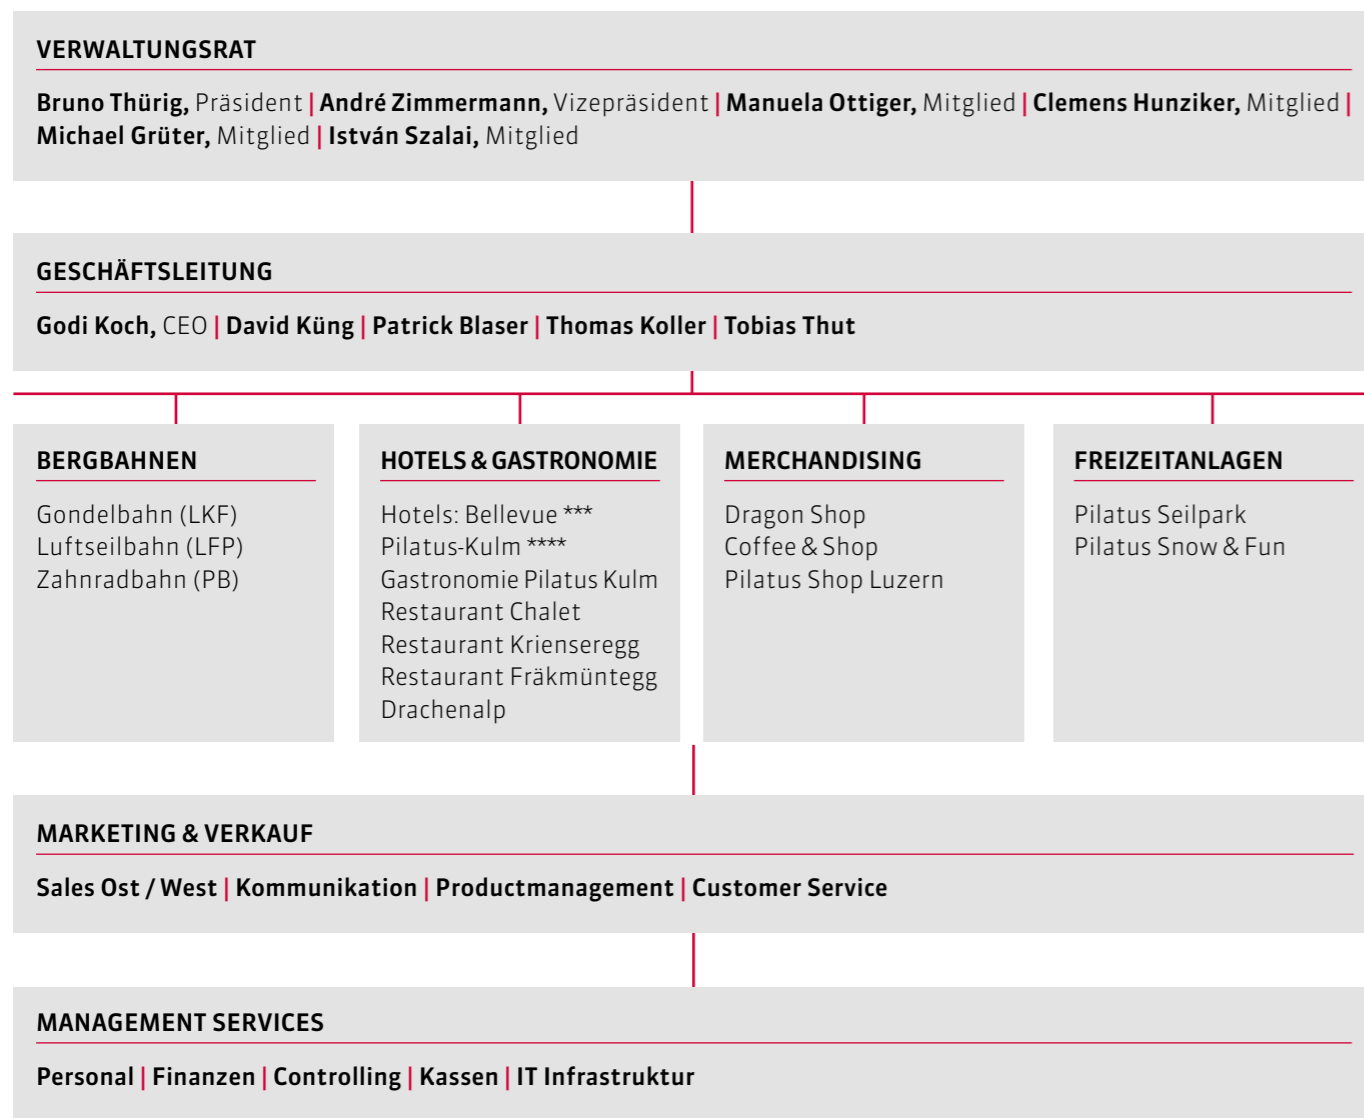 VERWALTUNGSRAT
Bruno Thürig, Präsident | André Zimmermann, Vizepräsident | Manuela Ottiger, Mitglied | Clemens Hunziker, Mitglied |
Michael Grüter, Mitglied | István Szalai, Mitglied
GESCHÄFTSLEITUNG
Godi Koch, CEO | David Küng | Patrick Blaser | Thomas Koller | Tobias Thut
BERGBAHNEN
Gondelbahn (LKF)
Luftseilbahn (LFP)
Zahnradbahn (PB)
HOTELS & GASTRONOMIE
Hotels: Bellevue ***
Pilatus-Kulm ****
Gastronomie Pilatus Kulm
Restaurant Chalet
Restaurant Krienseregg
Restaurant Fräkmüntegg
Drachenalp
MERCHANDISING
Dragon Shop
Coffee & Shop
Pilatus Shop Luzern
FREIZEITANLAGEN
Pilatus Seilpark
Pilatus Snow & Fun
MARKETING & VERKAUF
Sales Ost / West | Kommunikation | Productmanagement | Customer Service
MANAGEMENT SERVICES
Personal | Finanzen | Controlling | Kassen | IT Infrastruktur